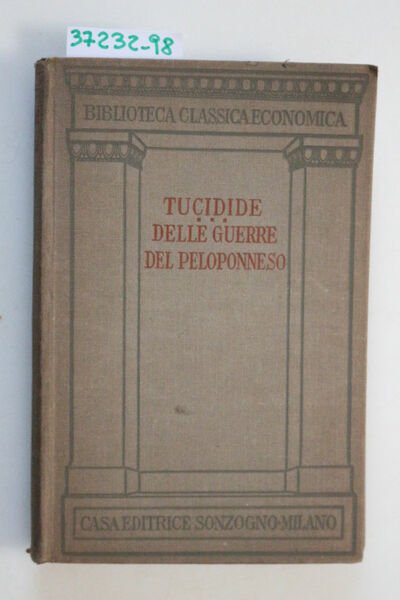 37232-98
BIBLIOTECA CLASSICA ECONOMICA
TUCIDIDE
DELLE GUERRE
DEL PELOPONNESO
CASA EDITRICE SONZOGNO-MILANO